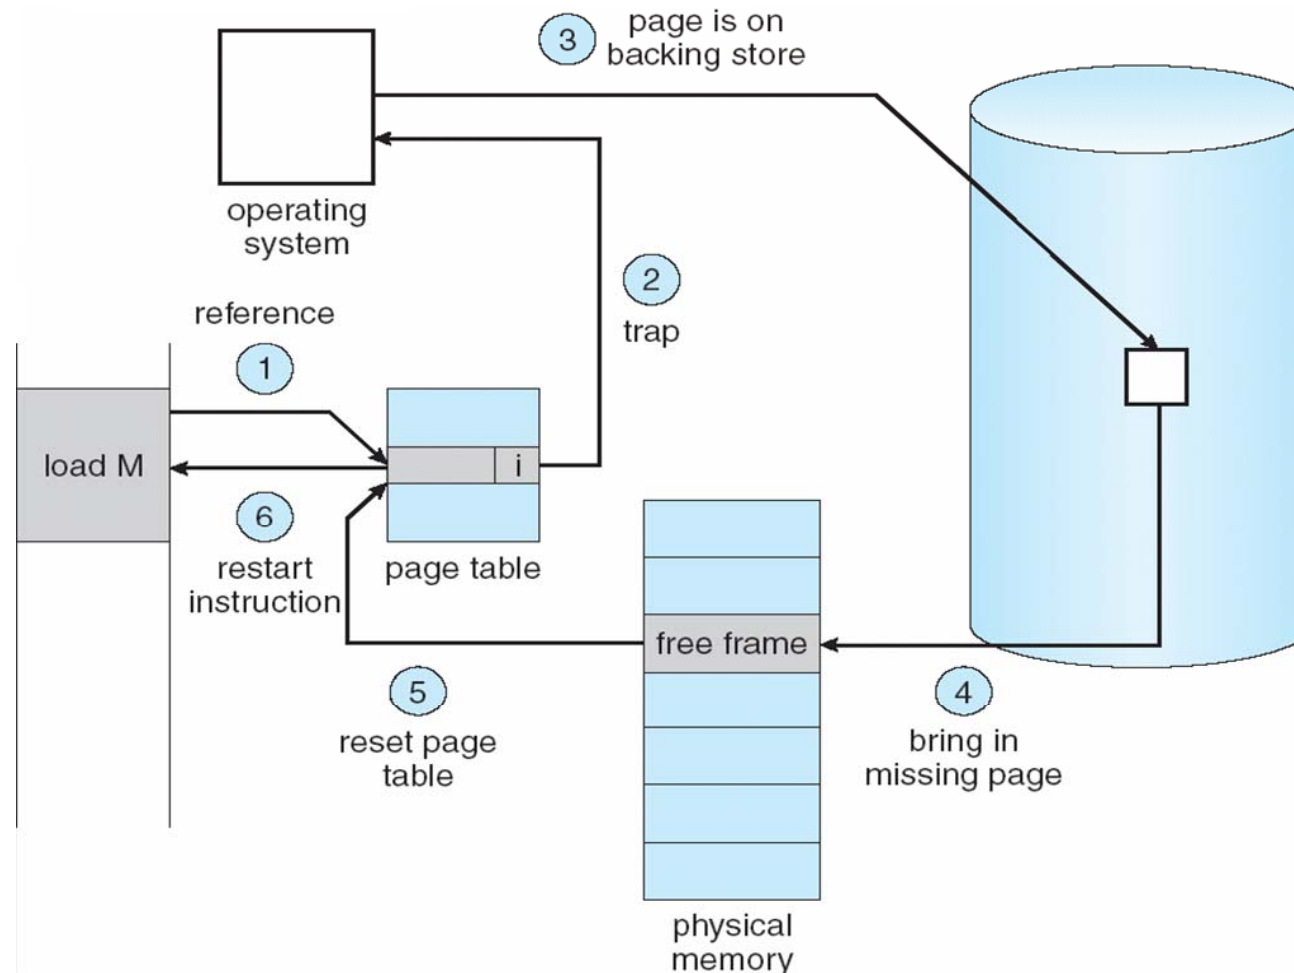 3
page is on
backing store
operating
system
2
trap
reference
1
load M
i
6
restart
instruction
page table
free frame
5
reset page
table
4
bring in
missing page
physical
memory